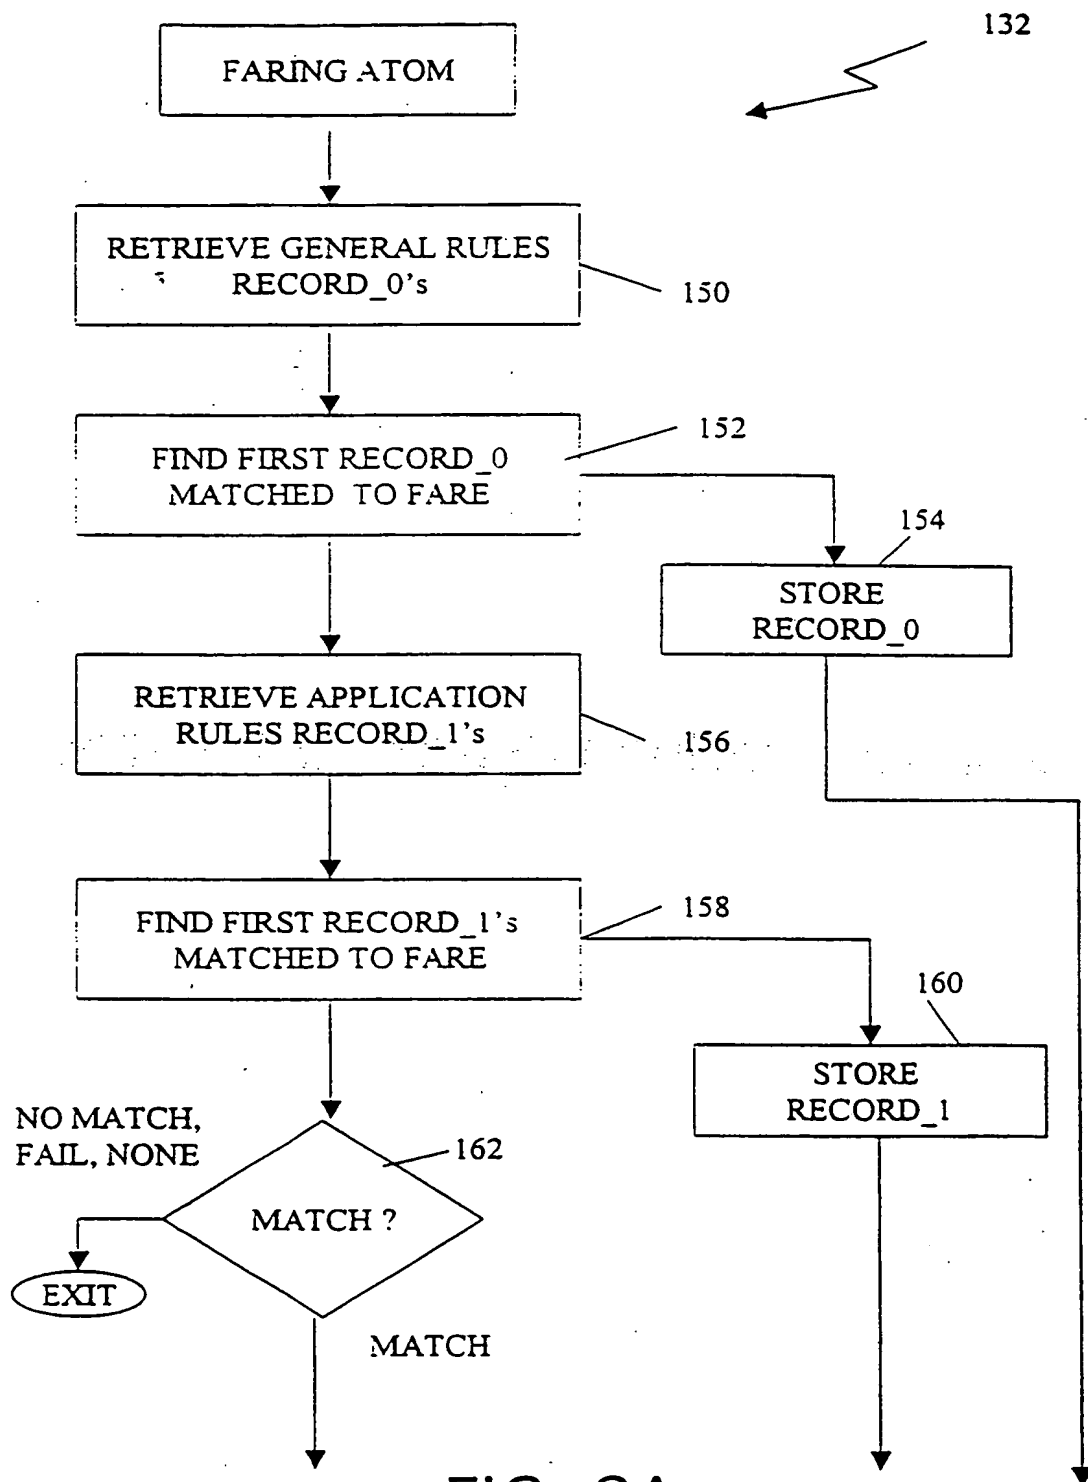 132
FARING ATOM
RETRIEVE GENERAL RULES
RECORD_0's
150
FIND FIRST RECORD_0
MATCHED TO FARE
152
154
STORE
RECORD_0
RETRIEVE APPLICATION
RULES RECORD_1's
156
FIND FIRST RECORD_1's
MATCHED TO FARE
158
160
STORE
RECORD_1
NO MATCH,
FAIL, NONE
162
MATCH ?
EXIT
MATCH